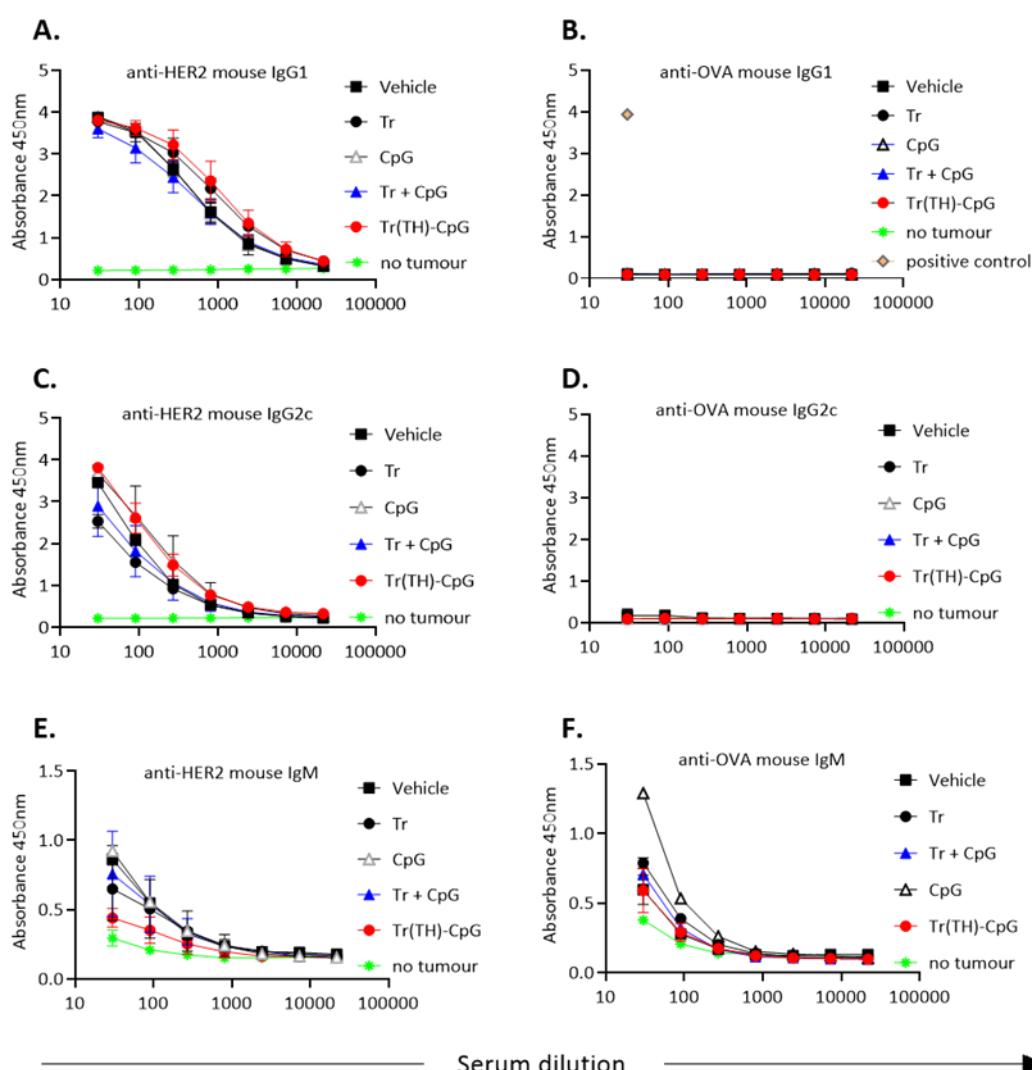 A.
anti-HER2 mouse IgG1
Absorbance 450nm
5
4
3
2
1
0
10 100 1000 10000 100000
Vehicle
Tr
CpG
Tr + CpG
Tr(TH)-CpG
no tumour
B.
anti-OVA mouse IgG1
Absorbance 450nm
5
4
3
2
1
0
10 100 1000 10000 100000
Vehicle
Tr
CpG
Tr + CpG
Tr(TH)-CpG
no tumour
positive control
C.
anti-HER2 mouse IgG2c
Absorbance 450nm
5
4
3
2
1
0
10 100 1000 10000 100000
Vehicle
Tr
CpG
Tr + CpG
Tr(TH)-CpG
no tumour
D.
anti-OVA mouse IgG2c
Absorbance 450nm
5
4
3
2
1
0
10 100 1000 10000 100000
Vehicle
Tr
CpG
Tr + CpG
Tr(TH)-CpG
no tumour
E.
anti-HER2 mouse IgM
Absorbance 450nm
1.5
1.0
0.5
0.0
10 100 1000 10000 100000
Vehicle
Tr
CpG
Tr + CpG
Tr(TH)-CpG
no tumour
F.
anti-OVA mouse IgM
Absorbance 450nm
1.5
1.0
0.5
0.0
10 100 1000 10000 100000
Vehicle
Tr
Tr + CpG
CpG
Tr(TH)-CpG
no tumour
Serum dilution